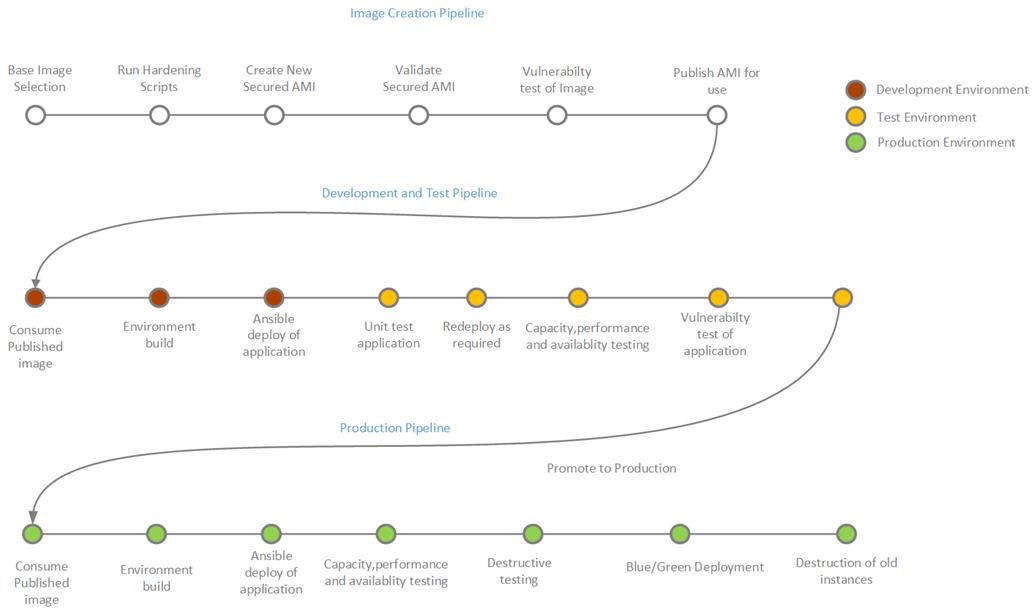 Image Creation Pipeline
Base Image
Selection
Run Hardening
Scripts
Create New
Secured AMI
Validate
Secured AMI
Vulnerabilty
test of Image
Publish AMI for
use
Development Environment
Test Environment
Production Environment
Development and Test Pipeline
Consume
Published
image
Environment
build
Ansible
deploy of
application
Unit test
application
Redeploy as
required
Capacity,performance
and availablity testing
Vulnerabilty
test of
application
Production Pipeline
Promote to Production
Consume
Published
image
Environment
build
Ansible
deploy of
application
Capacity,performance
and availablity testing
Destructive
testing
Blue/Green Deployment
Destruction of old
instances